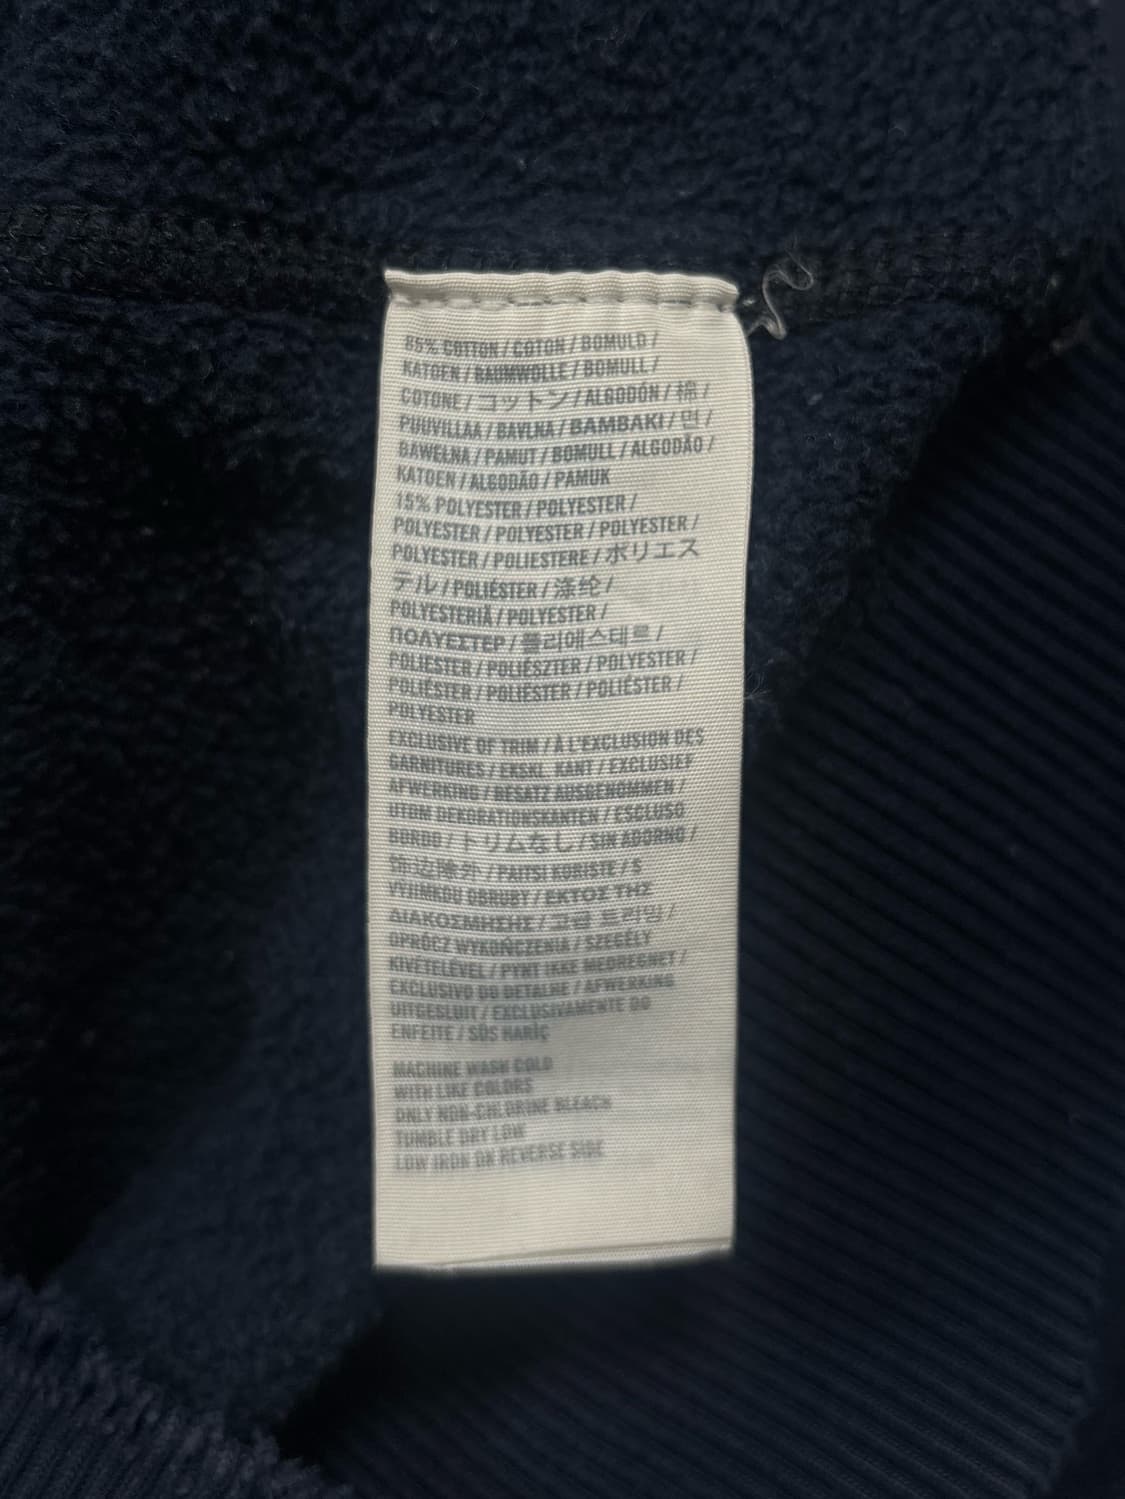 85% COTTON / COTON / BOMULD /
KATOEN / BAUMWOLLE / BOMULL /
COTONE / コットン / ALGODÓN / 棉 /
PUUVILLAA / BAVLNA / ΒΑΜΒΑΚΙ / 면 /
BAWEŁNA / PAMUT / BOMULL / ALGODÃO /
KATOEN / ALGODÃO / PAMUK
15% POLYESTER / POLYESTER /
POLYESTER / POLYESTER / POLYESTER /
POLYESTER / POLIESTERE / ポリエス
テル / POLIÉSTER / 涤纶 /
POLYESTERIÄ / POLYESTER /
ΠΟΛΥΕΣΤΕΡ / 폴리에스테르 /
POLIESTER / POLIÉSZTER / POLYESTER /
POLIÉSTER / POLIÉSTER / POLIÉSTER /
POLYESTER
EXCLUSIVE OF TRIM / À L'EXCLUSION DES
GARNITURES / EKSKL. KANT / EXCLUSIEF
AFWERKING / BESATZ AUSGENOMMEN /
UTOM DEKORATIONSKANTEN / ESCLUSO
BORDO / トリムなし / SIN ADORNO /
饰边除外 / PAITSI KORISTE / S
VÝJIMKOU OBRUBY / ΕΚΤΟΣ ΤΗΣ
ΔΙΑΚΟΣΜΗΣΗΣ / 고급 트리밍 /
OPRÓCZ WYKOŃCZENIA / SZEGÉLY
KIVÉTELÉVEL / PYNT IKKE MEDREGNET /
EXCLUSIVO DO DETALHE / AFWERKING
UITGESLUIT / EXCLUSIVAMENTE DO
ENFEITE / SÜS HARİÇ
MACHINE WASH COLD
WITH LIKE COLORS
ONLY NON-CHLORINE BLEACH
TUMBLE DRY LOW
LOW IRON ON REVERSE SIDE